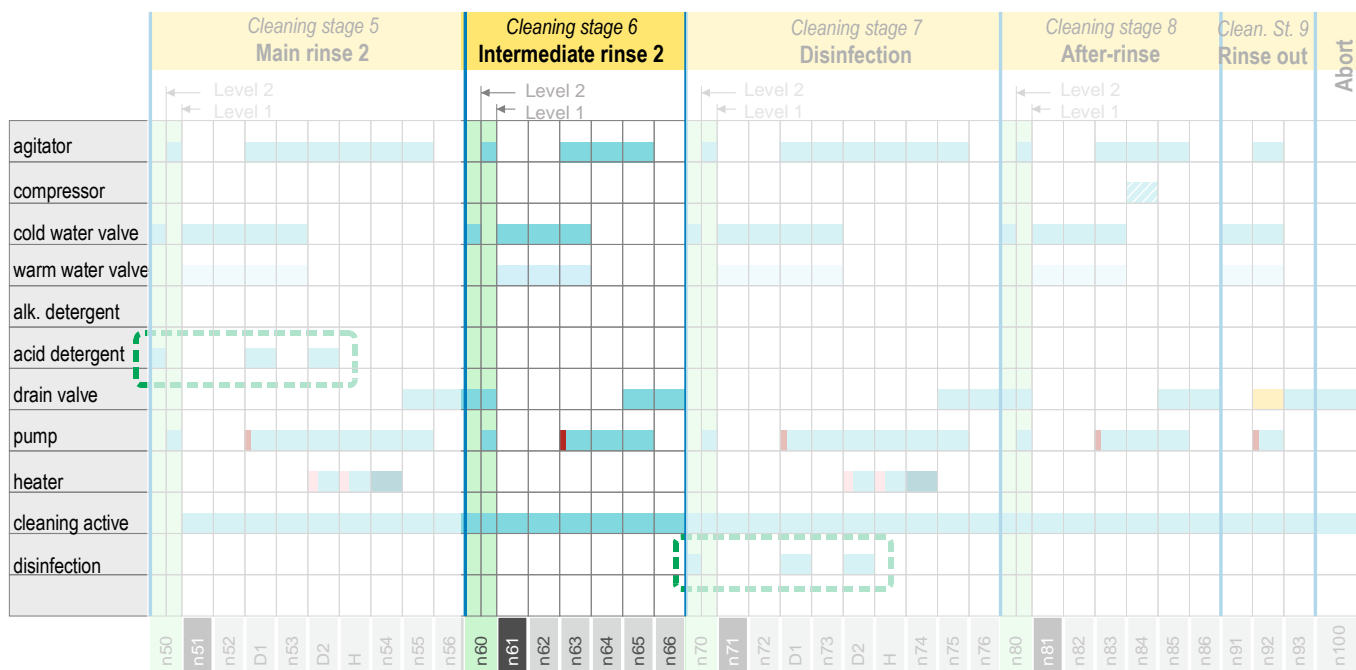 Cleaning stage 5
Main rinse 2
Cleaning stage 6
Intermediate rinse 2
Cleaning stage 7
Disinfection
Cleaning stage 8
After-rinse
Clean. St. 9
Rinse out
Abort
Level 2
Level 1
Level 2
Level 1
Level 2
Level 1
Level 2
Level 1
agitator
compressor
cold water valve
warm water valve
alk. detergent
acid detergent
drain valve
pump
heater
cleaning active
disinfection
n50
n51
n52
D1
n53
D2
H
n54
n55
n56
n60
n61
n62
n63
n64
n65
n66
n70
n71
n72
D1
n73
D2
H
n74
n75
n76
n80
n81
n82
n83
n84
n85
n86
n91
n92
n93
n100